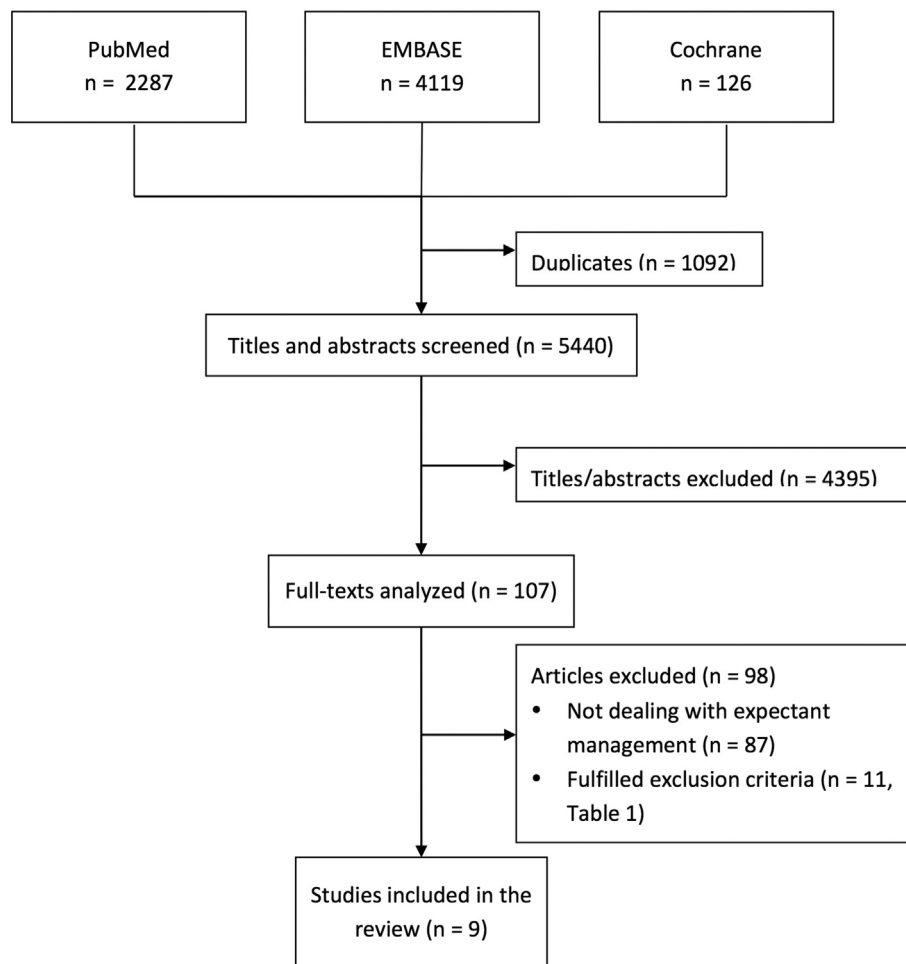 PubMed
n =  2287
EMBASE
n = 4119
Cochrane
n = 126
Duplicates (n = 1092)
Titles and abstracts screened (n = 5440)
Titles/abstracts excluded (n = 4395)
Full-texts analyzed (n = 107)
Articles excluded (n = 98)
• Not dealing with expectant
management (n = 87)
• Fulfilled exclusion criteria (n = 11,
Table 1)
Studies included in the
review (n = 9)